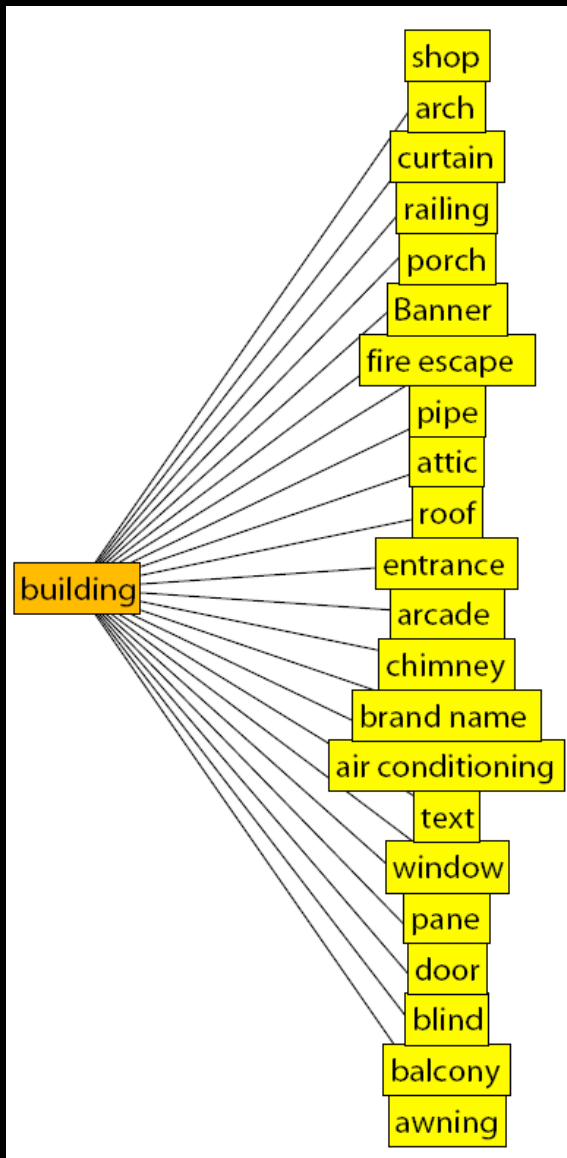 shop
arch
curtain
railing
porch
Banner
fire escape
pipe
attic
roof
entrance
building
arcade
chimney
brand name
air conditioning
text
window
pane
door
blind
balcony
awning